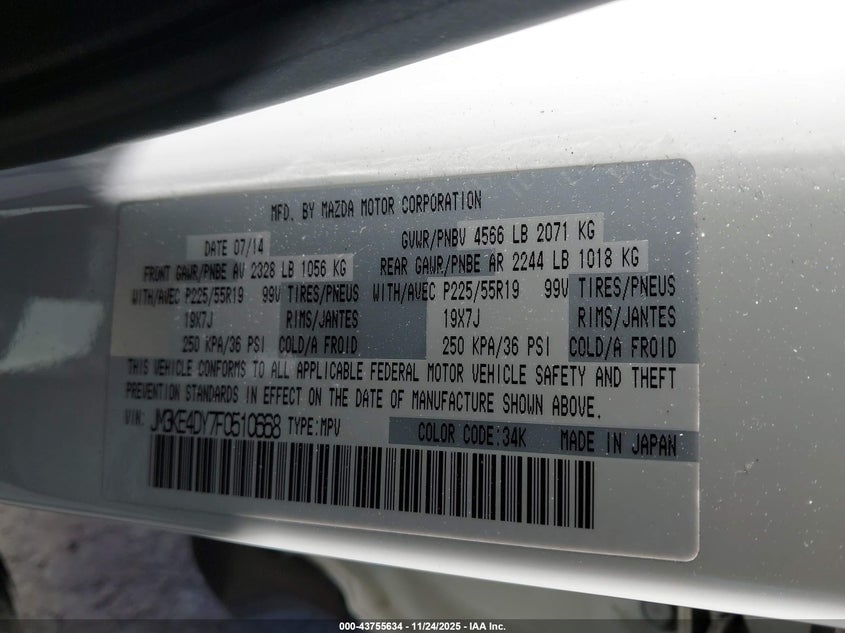 MFD. BY MAZDA MOTOR CORPORATION
DATE 07/14 GVWR/PNBV 4566 LB 2071 KG
FRONT GAWR/PNBE AV 2328 LB 1056 KG REAR GAWR/PNBE AR 2244 LB 1018 KG
WITH/AVEC P225/55R19 99V TIRES/PNEUS WITH/AVEC P225/55R19 99V TIRES/PNEUS
19X7J RIMS/JANTES 19X7J RIMS/JANTES
250 KPA/36 PSI COLD/A FROID 250 KPA/36 PSI COLD/A FROID
THIS VEHICLE CONFORMS TO ALL APPLICABLE FEDERAL MOTOR VEHICLE SAFETY AND THEFT
PREVENTION STANDARDS IN EFFECT ON THE DATE OF MANUFACTURE SHOWN ABOVE.
VIN: JM3KE4DY7F0510668 TYPE:MPV COLOR CODE:34K MADE IN JAPAN
000-43755634 - 11/24/2025 - IAA Inc.